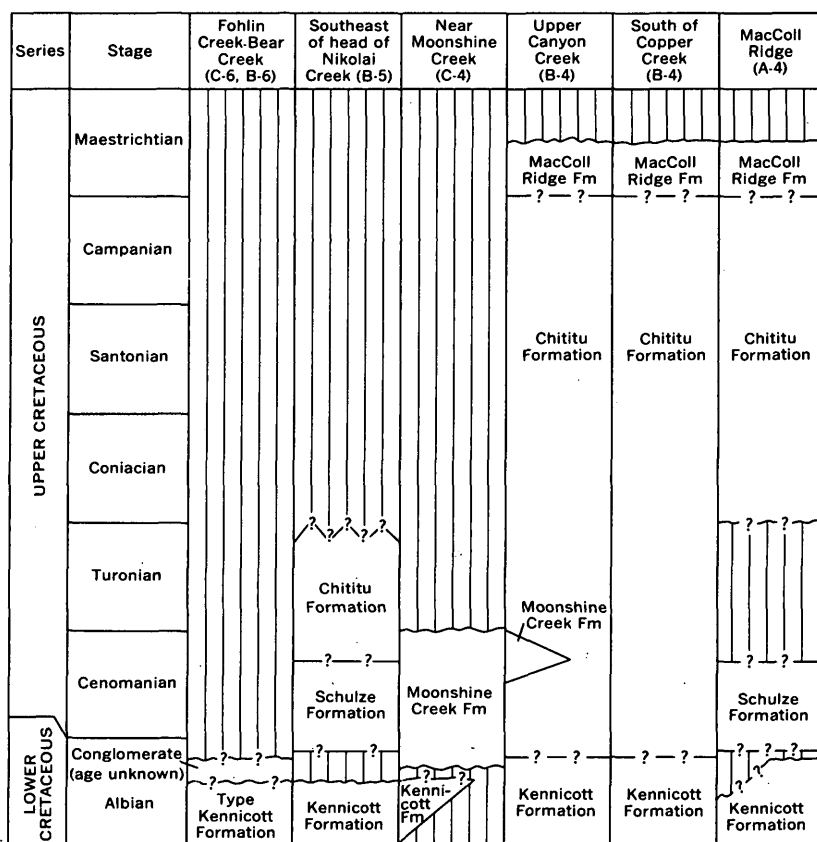 Series
Stage
Fohlin
Creek-Bear
Creek
(C-6, B-6)
Southeast
of head of
Nikolai
Creek (B-5)
Near
Moonshine
Creek
(C-4)
Upper
Canyon
Creek
(B-4)
South of
Copper Creek
(B-4)
MacColl
Ridge
(A-4)
UPPER CRETACEOUS
LOWER
CRETACEOUS
Maestrichtian
Campanian
Santonian
Coniacian
Turonian
Cenomanian
Conglomerate
(age unknown)
Albian
? ? ?
? ? ?
Type
Kennicott
Formation
? ? ?
? ?
Chititu
Formation
? ?
Schulze
Formation
? ?
Kennicott
Formation
Moonshine
Creek Fm
? ?
Kenni-
cott
Fm
MacColl
Ridge Fm
? ?
Chititu
Formation
Moonshine
Creek Fm
? ?
Kennicott
Formation
MacColl
Ridge Fm
? ?
Chititu
Formation
? ?
Kennicott
Formation
MacColl
Ridge Fm
? ?
Chititu
Formation
? ?
? ?
Schulze
Formation
? ? ?
? ? ?
Kennicott
Formation